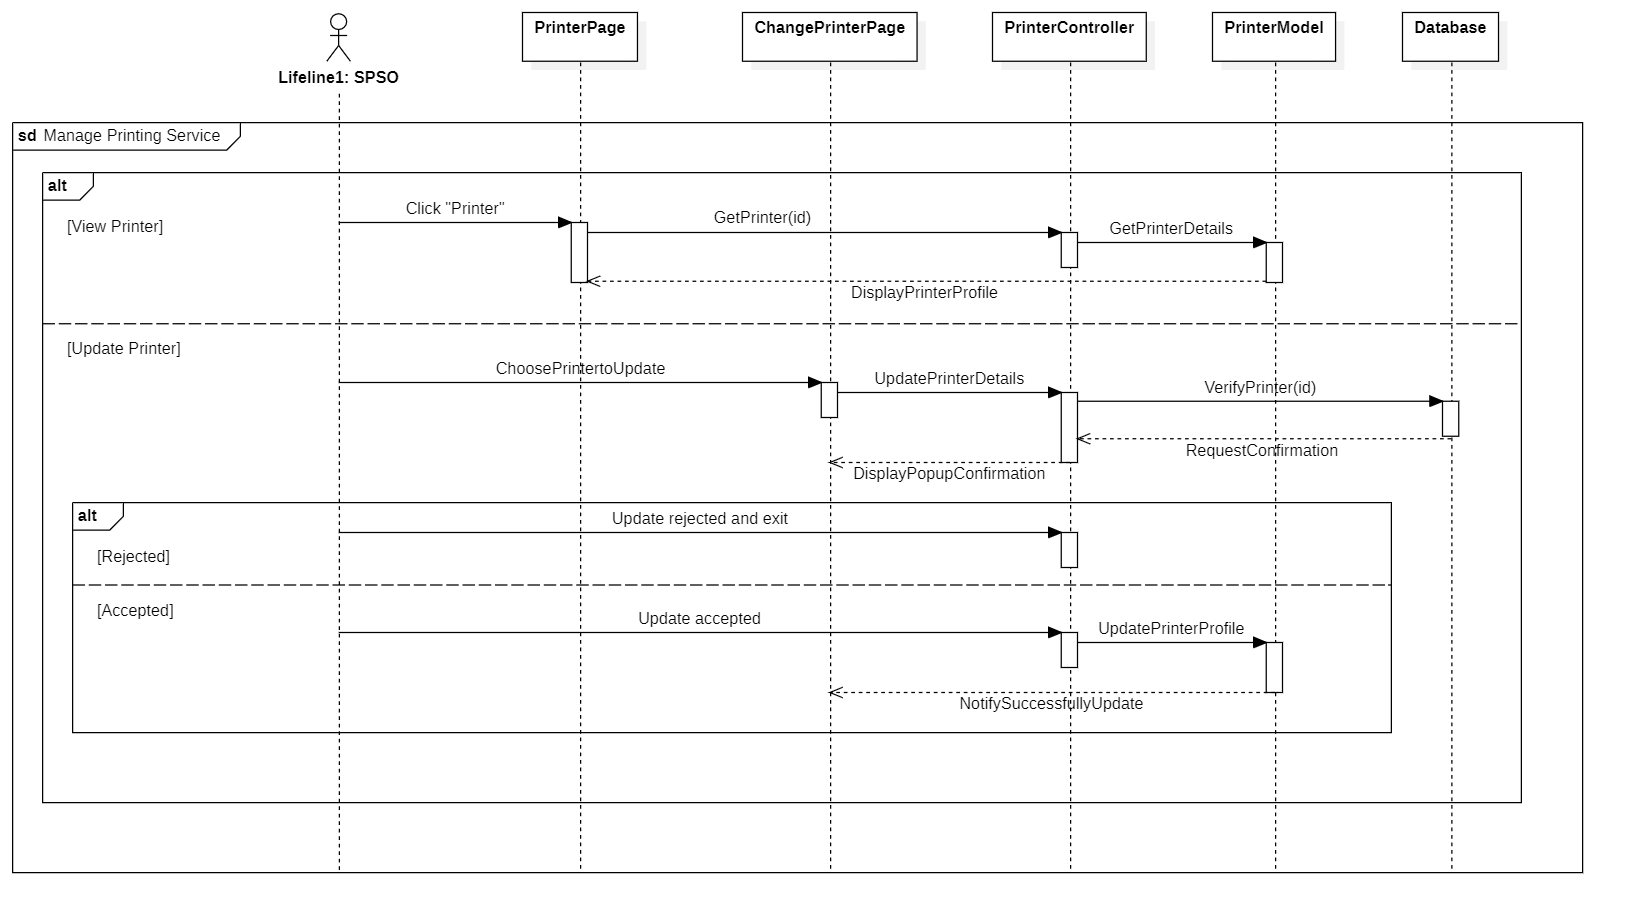 Lifeline1: SPSO
PrinterPage
ChangePrinterPage
PrinterController
PrinterModel
Database
sd Manage Printing Service
alt
[View Printer]
Click "Printer"
GetPrinter(id)
GetPrinterDetails
DisplayPrinterProfile
[Update Printer]
ChoosePrintertoUpdate
UpdatePrinterDetails
VerifyPrinter(id)
RequestConfirmation
DisplayPopupConfirmation
alt
Update rejected and exit
[Rejected]
[Accepted]
Update accepted
UpdatePrinterProfile
NotifySuccessfullyUpdate